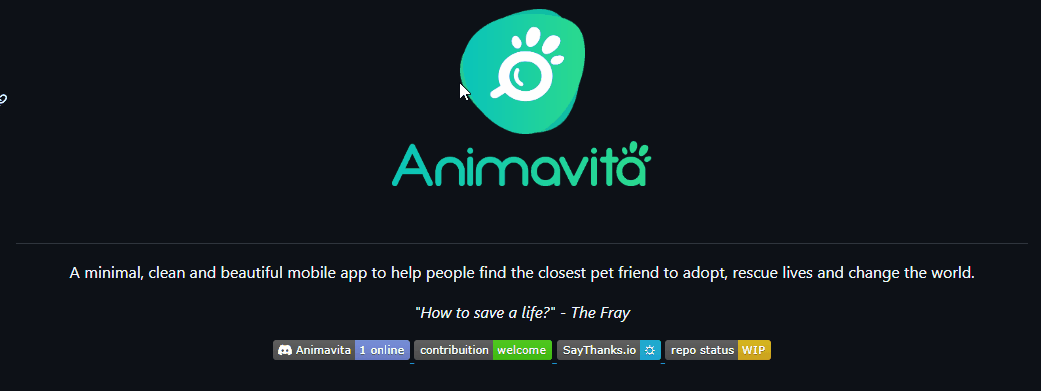 Animavita
A minimal, clean and beautiful mobile app to help people find the closest pet friend to adopt, rescue lives and change the world.
"How to save a life?" - The Fray
Animavita 1 online contribuition welcome SayThanks.io repo status WIP